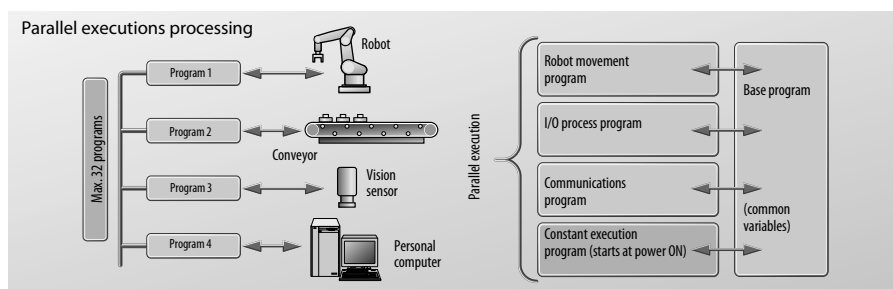 Parallel executions processing
Max. 32 programs
Program 1
Robot
Program 2
Conveyor
Program 3
Vision
sensor
Program 4
Personal
computer
Parallel execution
Robot movement
program
I/O process program
Communications
program
Constant execution
program (starts at power ON)
Base program
(common
variables)